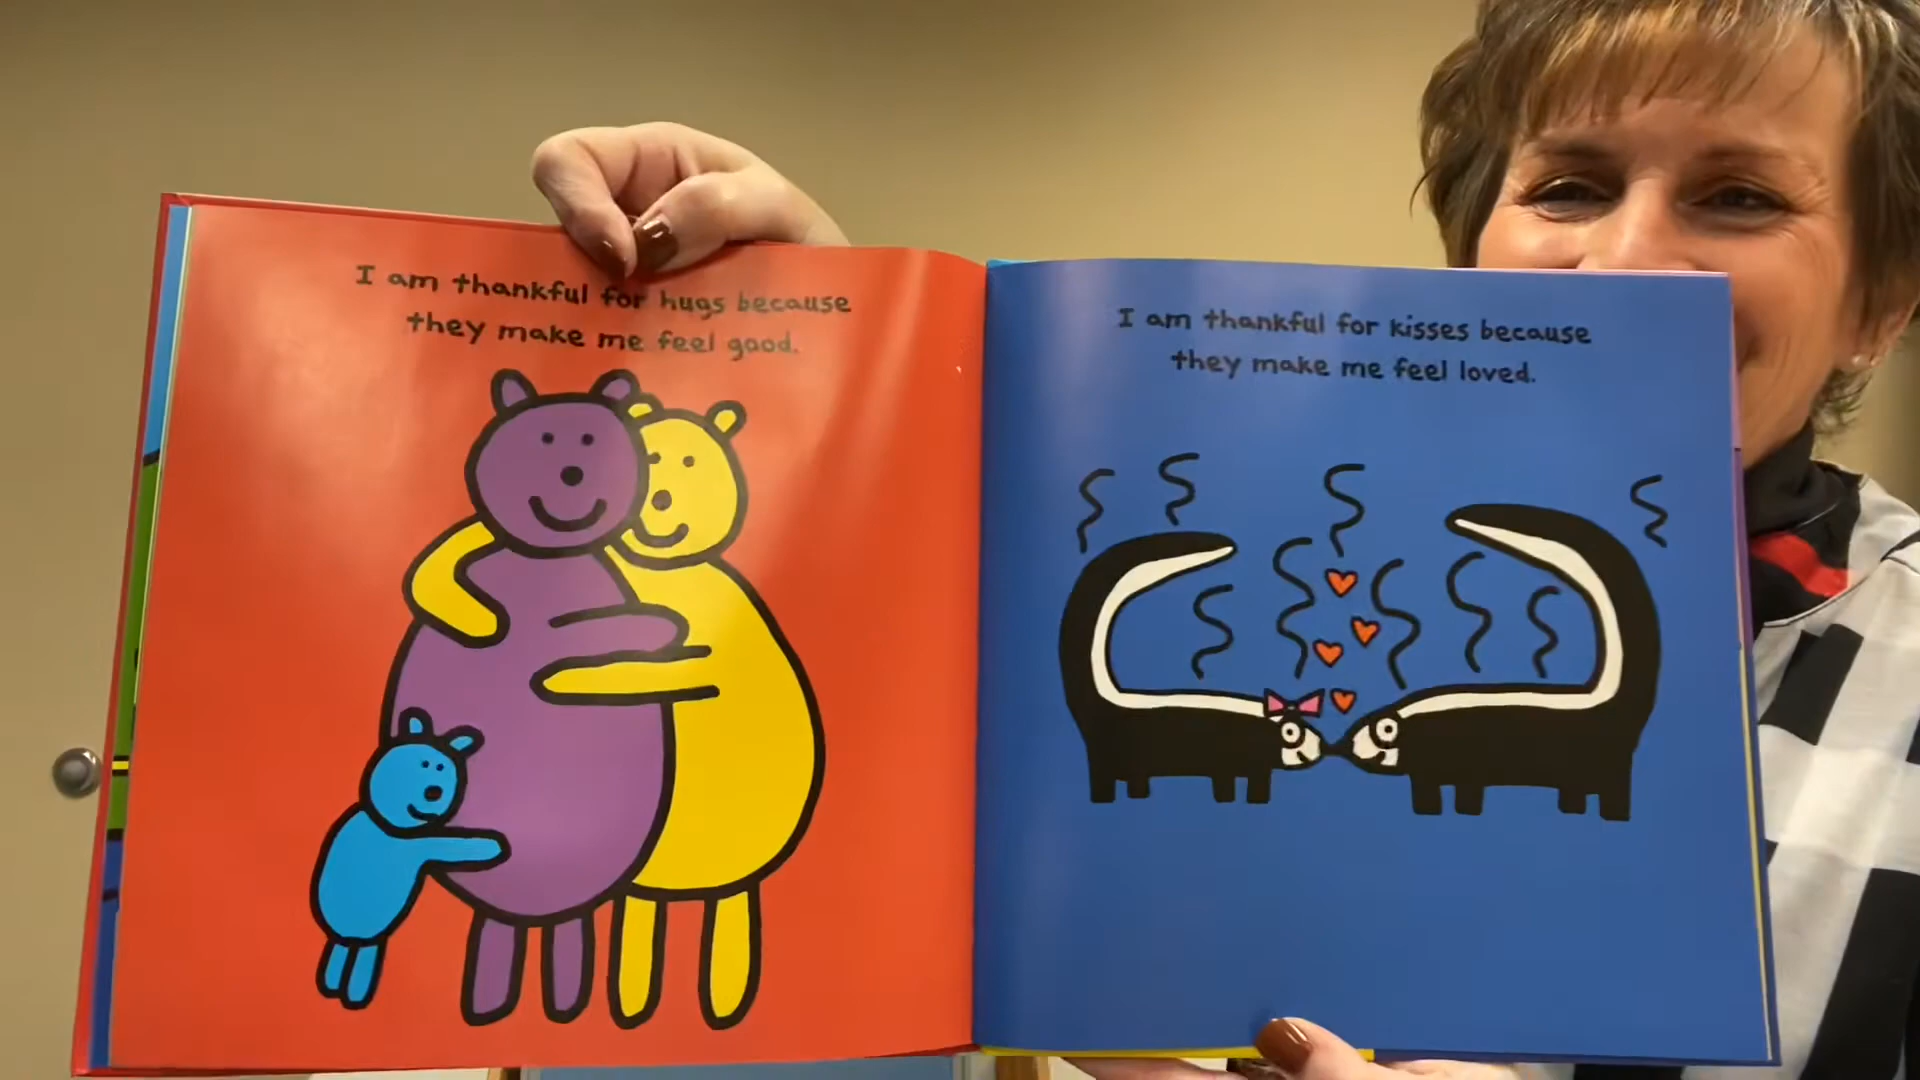 I am thankful for hugs because
they make me feel good.
I am thankful for kisses because
they make me feel loved.